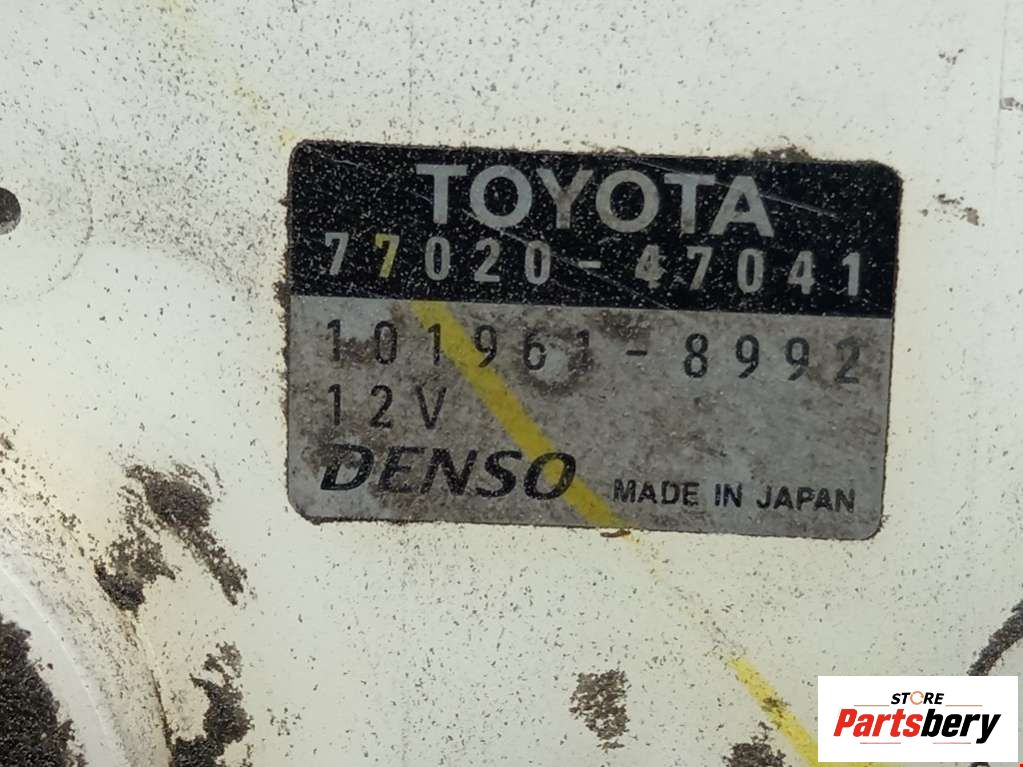 TOYOTA
77020-47041
101961-8992
12V
DENSO MADE IN JAPAN
STORE
Partsbery